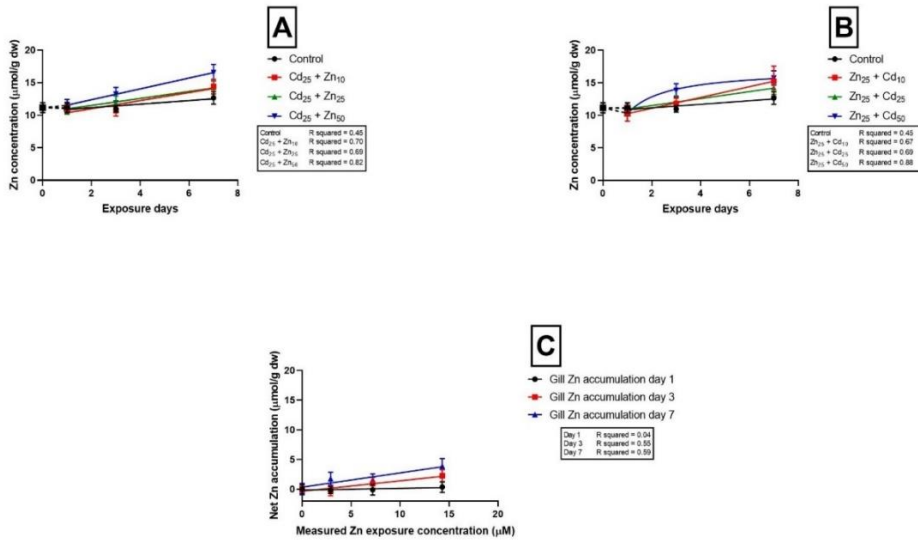 A
20
15
10
5
0
Zn concentration (μmol/g dw)
0 2 4 6 8
Exposure days
Control
Cd25 + Zn10
Cd25 + Zn25
Cd25 + Zn50
Control R squared = 0.45
Cd25 + Zn10 R squared = 0.70
Cd25 + Zn25 R squared = 0.69
Cd25 + Zn50 R squared = 0.82
B
20
15
10
5
0
Zn concentration (μmol/g dw)
0 2 4 6 8
Exposure days
Control
Zn25 + Cd10
Zn25 + Cd25
Zn25 + Cd50
Control R squared = 0.45
Zn25 + Cd10 R squared = 0.67
Zn25 + Cd25 R squared = 0.69
Zn25 + Cd50 R squared = 0.88
C
20
15
10
5
0
Net Zn accumulation (μmol/g dw)
0 5 10 15 20
Measured Zn exposure concentration (μM)
Gill Zn accumulation day 1
Gill Zn accumulation day 3
Gill Zn accumulation day 7
Day 1 R squared = 0.04
Day 3 R squared = 0.55
Day 7 R squared = 0.59